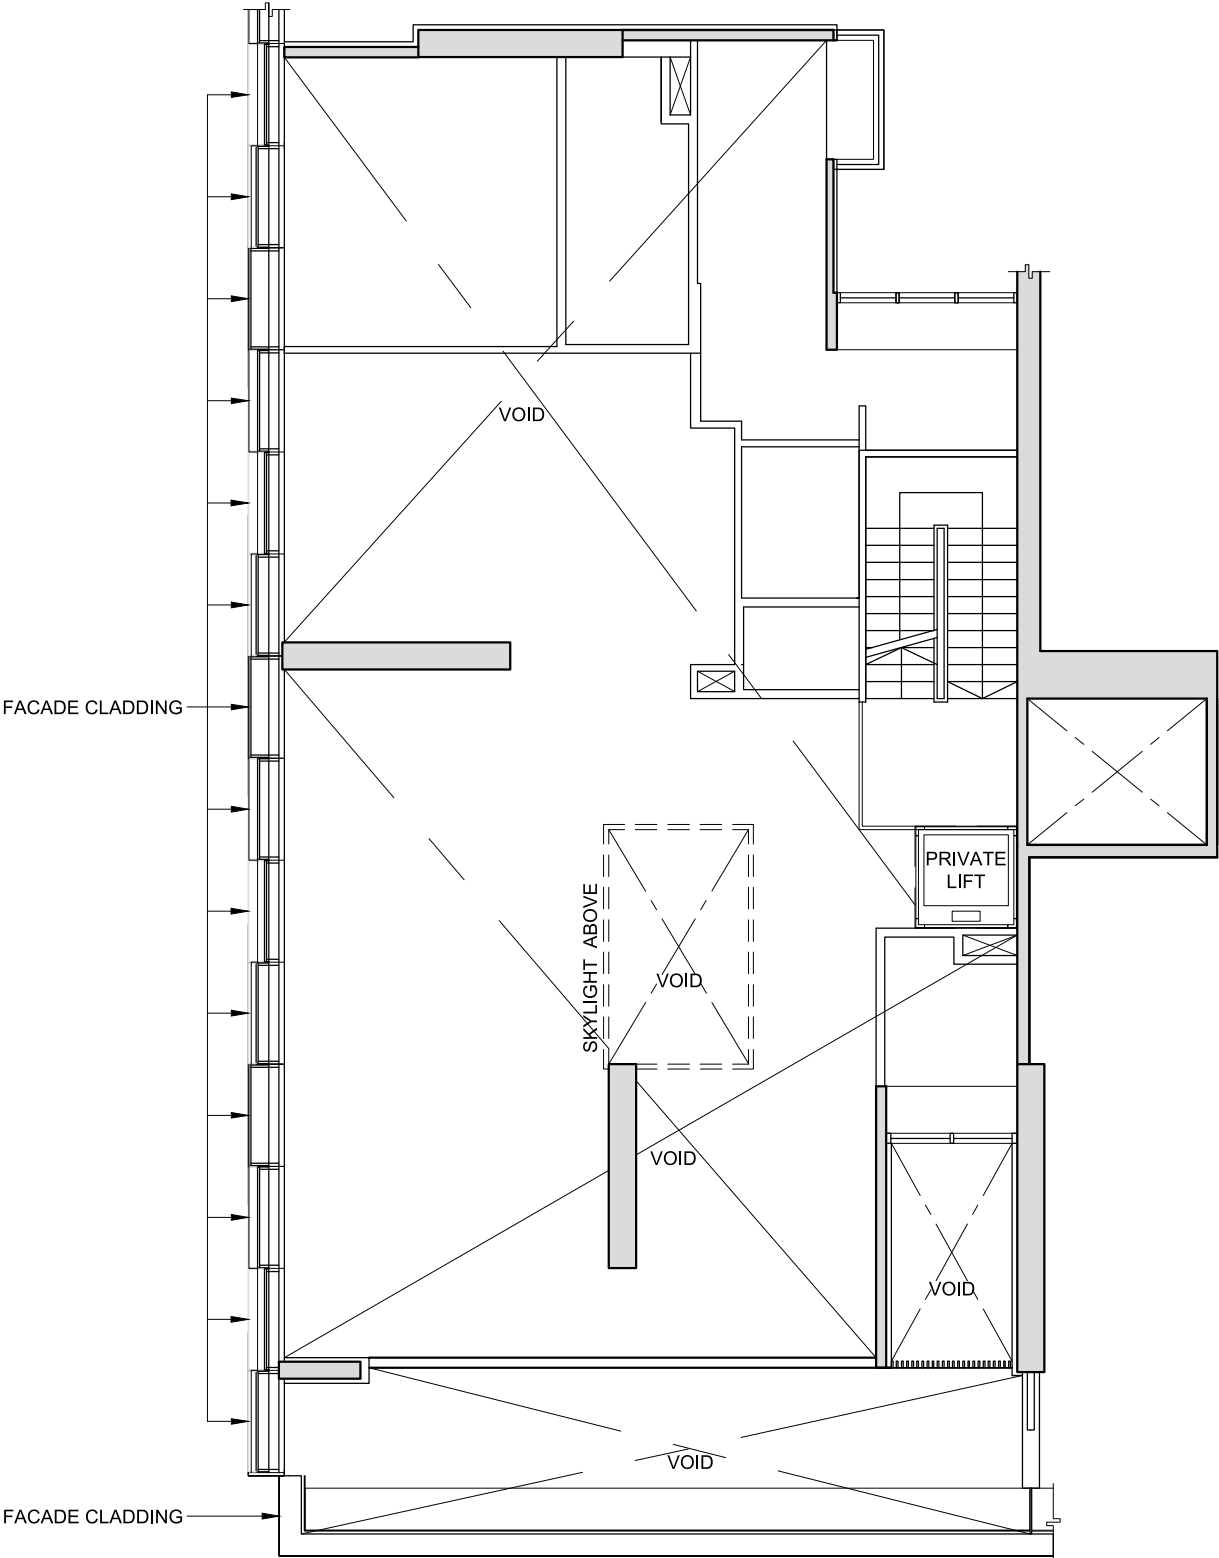 VOID
FACADE CLADDING
PRIVATE
LIFT
SKYLIGHT ABOVE
VOID
VOID
VOID
VOID
FACADE CLADDING